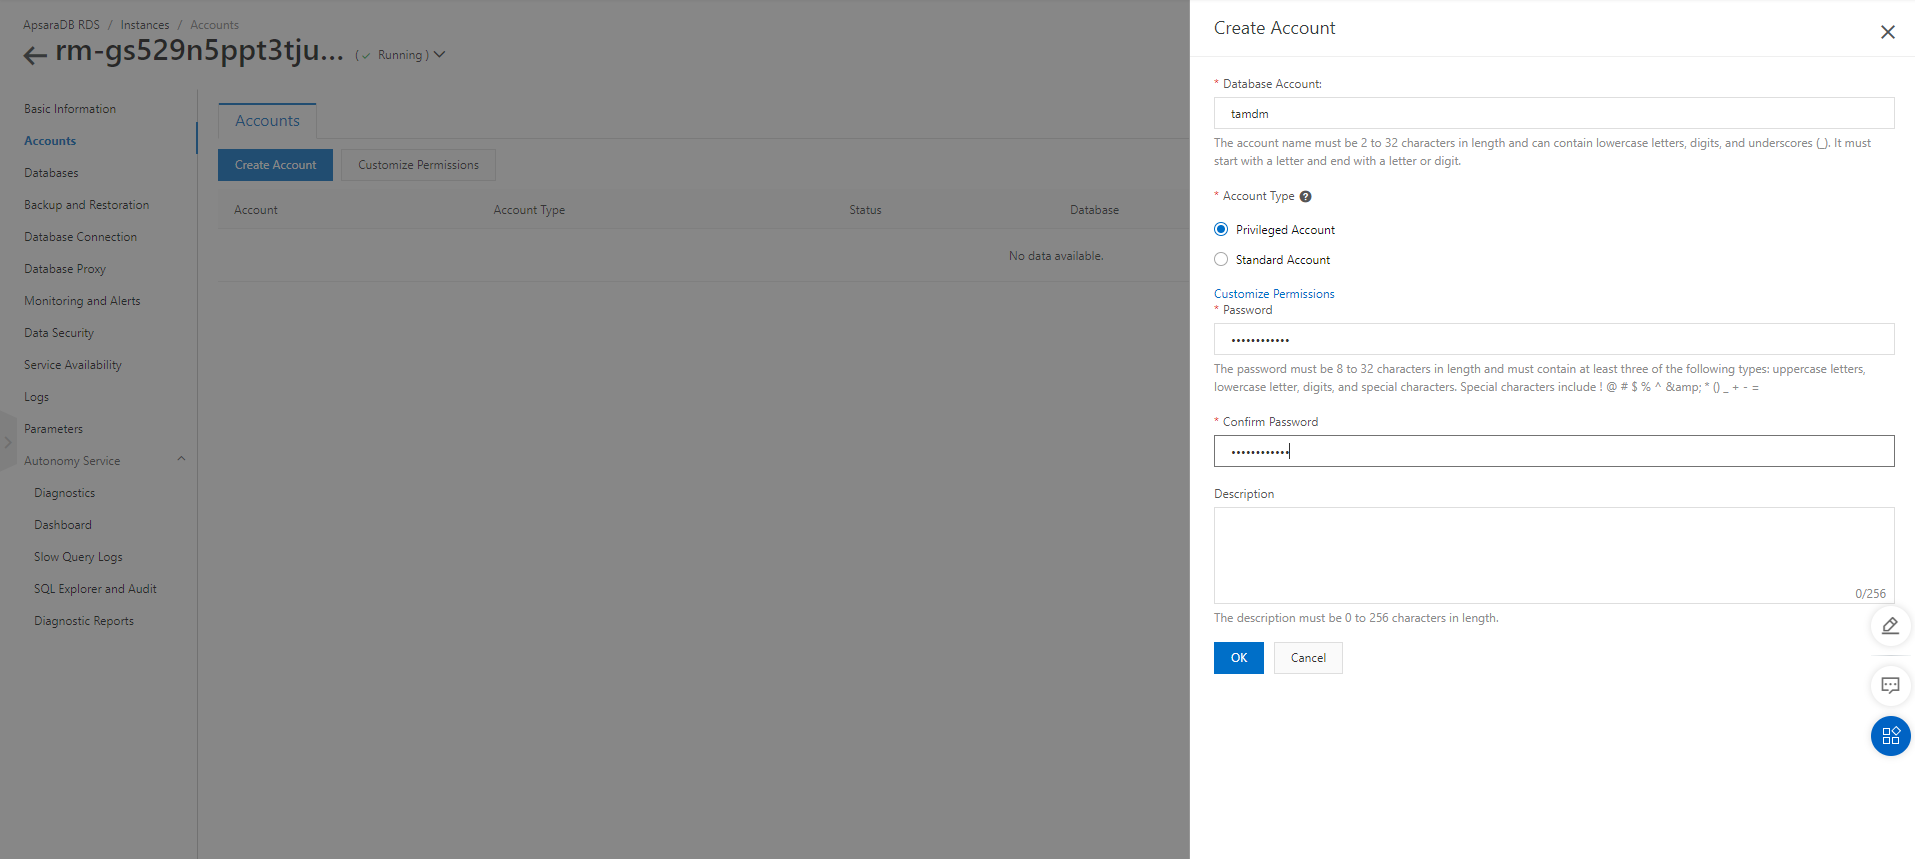 ApsaraDB RDS / Instances / Accounts
rm-gs529n5ppt3tju... ( Running )
Basic Information
Accounts
Databases
Backup and Restoration
Database Connection
Database Proxy
Monitoring and Alerts
Data Security
Service Availability
Logs
Parameters
Autonomy Service
Diagnostics
Dashboard
Slow Query Logs
SQL Explorer and Audit
Diagnostic Reports
Accounts
Create Account Customize Permissions
Account Account Type Status Database
No data available.
Create Account
* Database Account:
tamdm
The account name must be 2 to 32 characters in length and can contain lowercase letters, digits, and underscores (_). It must
start with a letter and end with a letter or digit.
* Account Type
Privileged Account
Standard Account
Customize Permissions
* Password
••••••••••••
The password must be 8 to 32 characters in length and must contain at least three of the following types: uppercase letters,
lowercase letter, digits, and special characters. Special characters include ! @ # $ % ^ &amp; * () _ + - =
* Confirm Password
••••••••••••
Description
0/256
The description must be 0 to 256 characters in length.
OK Cancel